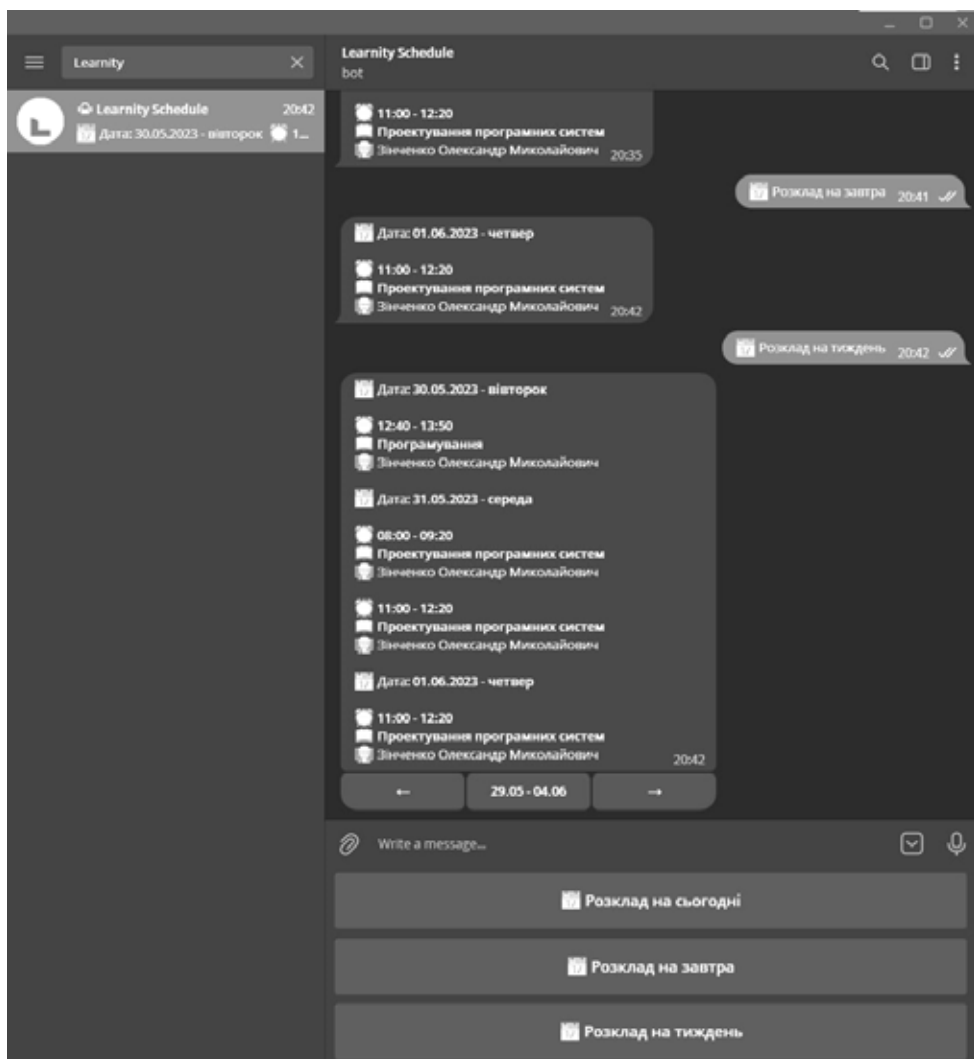 Learnity
Learnity Schedule
20:42
Дата: 30.05.2023 - вівторок 1...
Learnity Schedule
bot
11:00 - 12:20
Проектування програмних систем
Зінченко Олександр Миколайович 20:35
Розклад на завтра 20:41
Дата: 01.06.2023 - четвер
11:00 - 12:20
Проектування програмних систем
Зінченко Олександр Миколайович 20:42
Розклад на тиждень 20:42
Дата: 30.05.2023 - вівторок
12:40 - 13:50
Програмування
Зінченко Олександр Миколайович
Дата: 31.05.2023 - середа
08:00 - 09:20
Проектування програмних систем
Зінченко Олександр Миколайович
11:00 - 12:20
Проектування програмних систем
Зінченко Олександр Миколайович
Дата: 01.06.2023 - четвер
11:00 - 12:20
Проектування програмних систем
Зінченко Олександр Миколайович 20:42
← 29.05 - 04.06 →
Write a message...
Розклад на сьогодні
Розклад на завтра
Розклад на тиждень